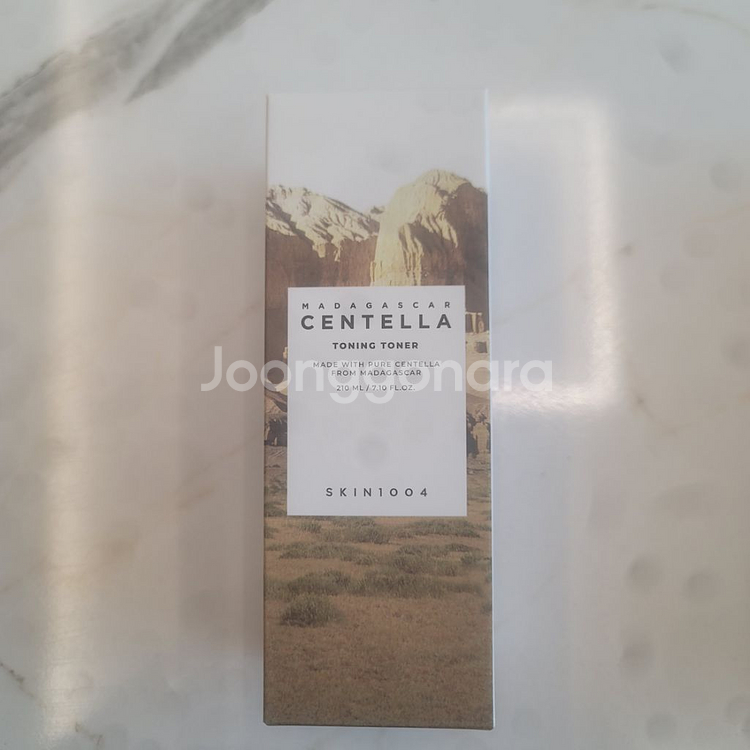 MADAGASCAR
CENTELLA
TONING TONER
MADE WITH PURE CENTELLA
FROM MADAGASCAR
Joonggonara
210 ML / 7.10 FL.OZ.
SKIN1004